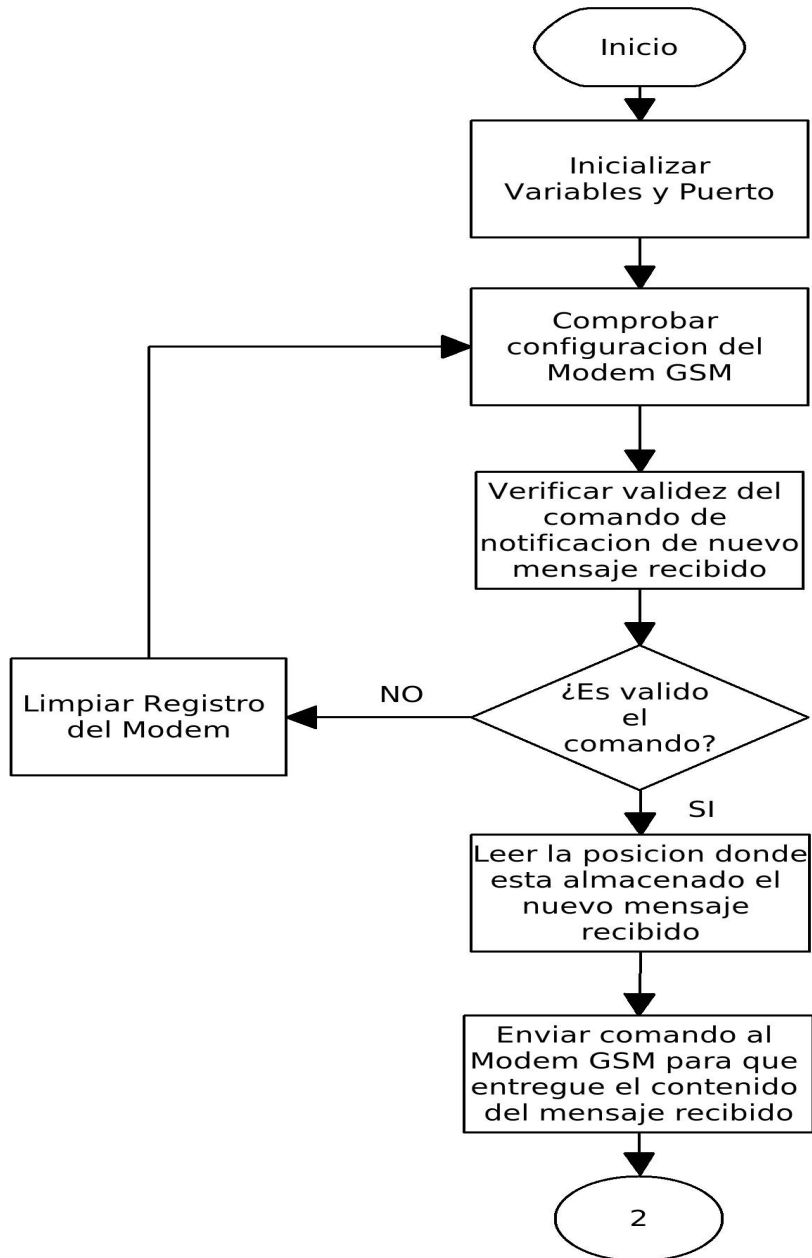 Inicio
Inicializar
Variables y Puerto
Comprobar
configuracion del
Modem GSM
Verificar validez del
comando de
notificacion de nuevo
mensaje recibido
¿Es valido
el
comando?
NO
Limpiar Registro
del Modem
SI
Leer la posicion donde
esta almacenado el
nuevo mensaje
recibido
Enviar comando al
Modem GSM para que
entregue el contenido
del mensaje recibido
2